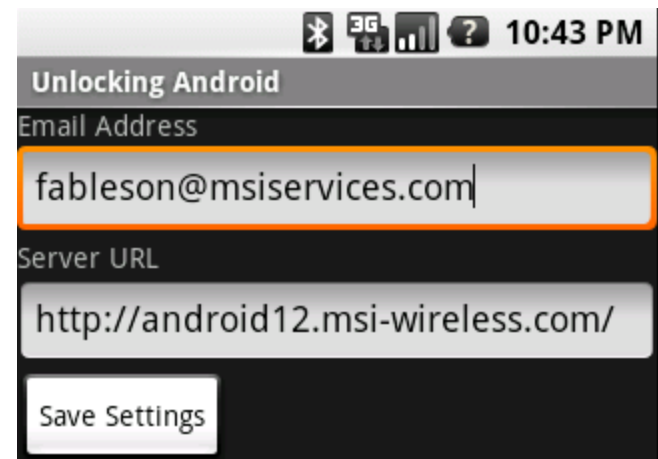 3G ? 10:43 PM
Unlocking Android
Email Address
fableson@msiservices.com
Server URL
http://android12.msi-wireless.com/
Save Settings